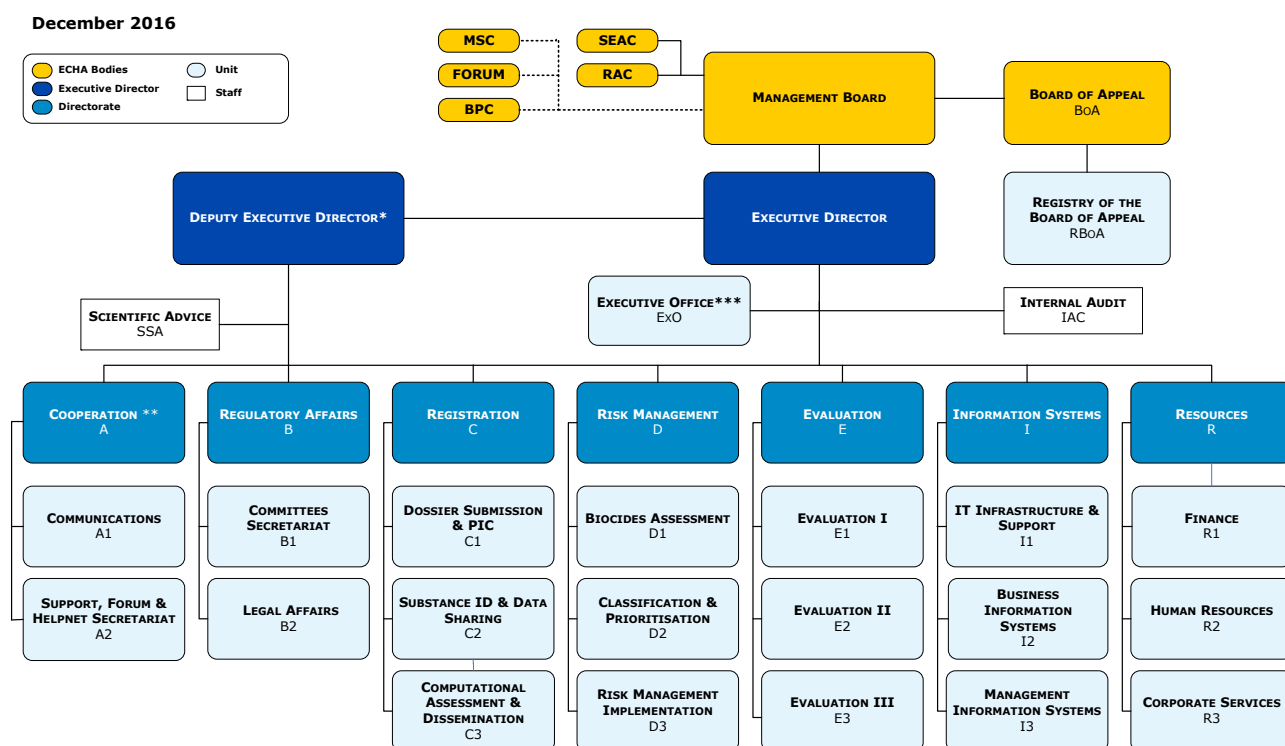 December 2016
ECHA Bodies
Executive Director
Directorate
Unit
Staff
MSC
FORUM
BPC
SEAC
RAC
Management Board
Board of Appeal
BoA
Registry of the
Board of Appeal
RBoA
Deputy Executive Director*
Executive Director
Scientific Advice
SSA
Executive Office***
ExO
Internal Audit
IAC
Cooperation **
A
Regulatory Affairs
B
Registration
C
Risk Management
D
Evaluation
E
Information Systems
I
Resources
R
Communications
A1
Committees
Secretariat
B1
Dossier Submission
& PIC
C1
Biocides Assessment
D1
Evaluation I
E1
IT Infrastructure &
Support
I1
Finance
R1
Support, Forum &
Helpnet Secretariat
A2
Legal Affairs
B2
Substance ID & Data
Sharing
C2
Classification &
Prioritisation
D2
Evaluation II
E2
Business
Information
Systems
I2
Human Resources
R2
Computational
Assessment &
Dissemination
C3
Risk Management
Implementation
D3
Evaluation III
E3
Management
Information Systems
I3
Corporate Services
R3